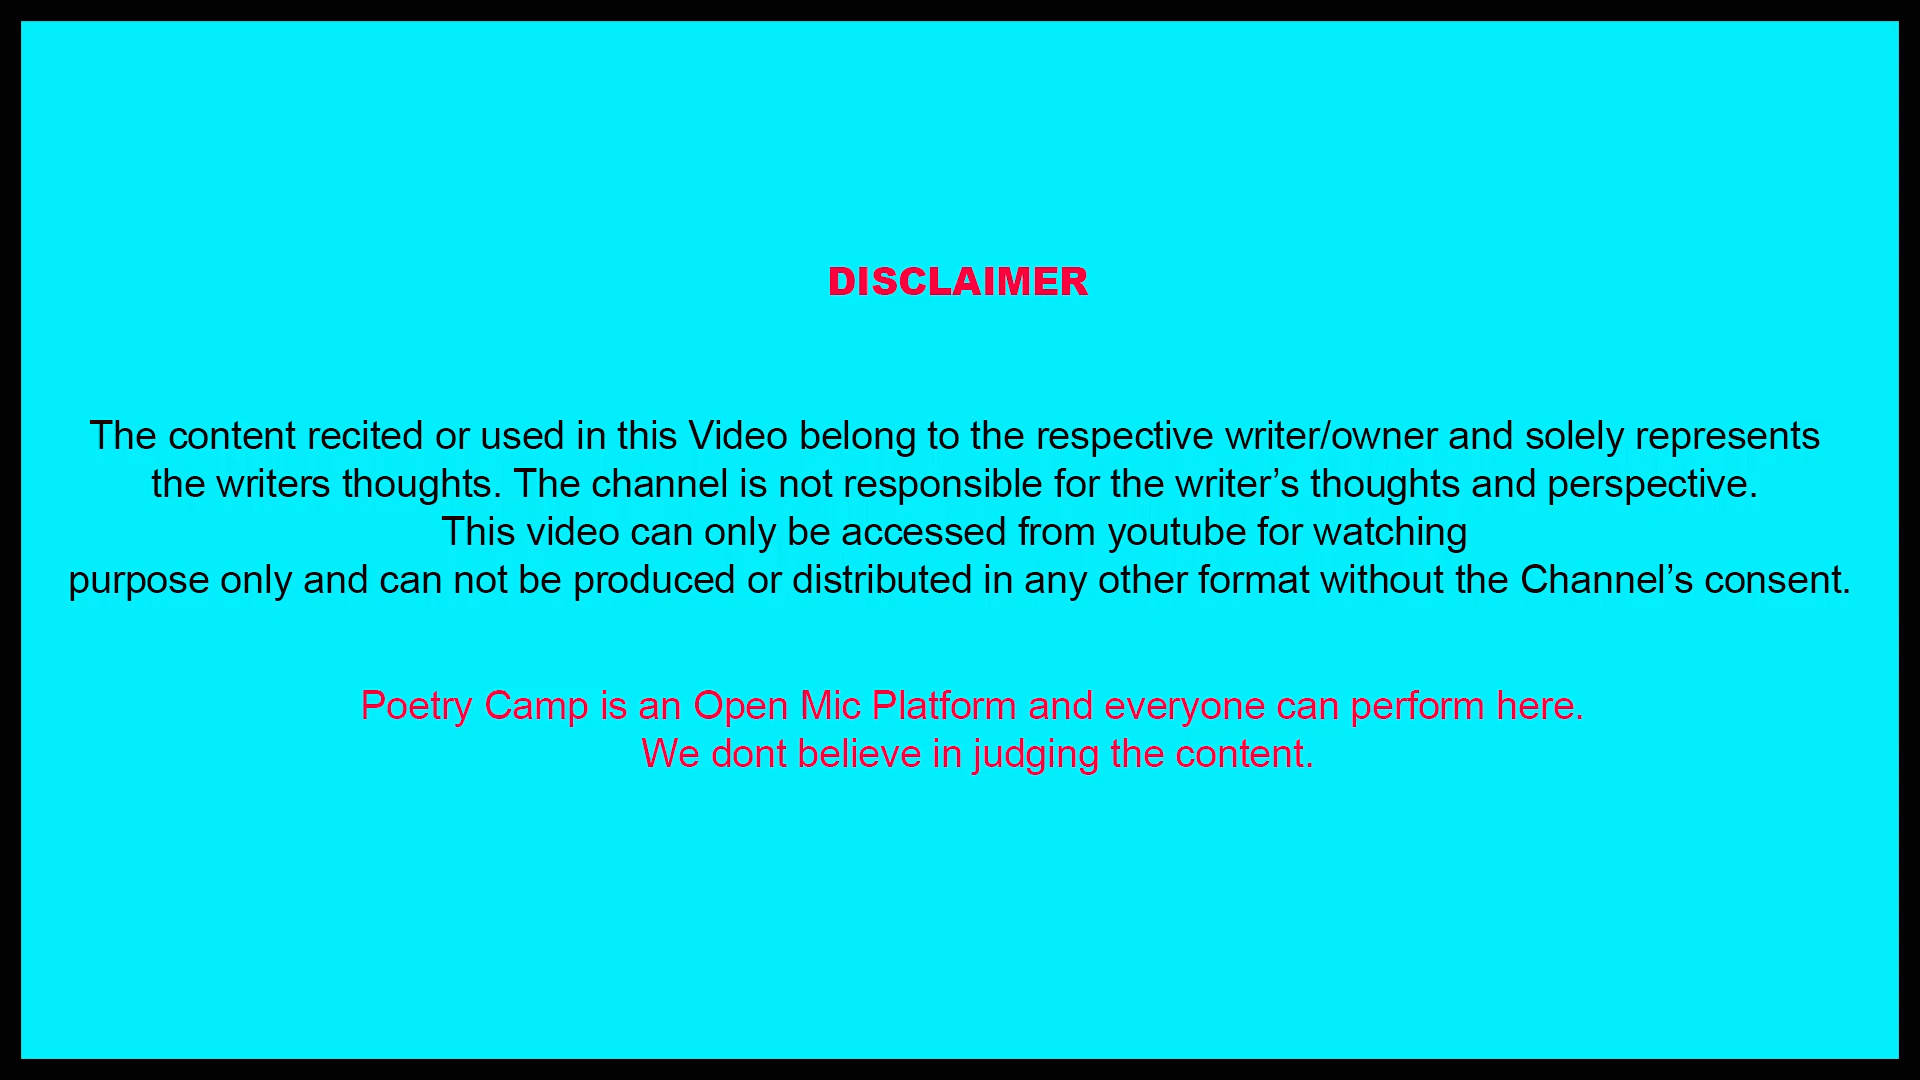 DISCLAIMER
The content recited or used in this Video belong to the respective writer/owner and solely represents
the writers thoughts. The channel is not responsible for the writer’s thoughts and perspective.
This video can only be accessed from youtube for watching
purpose only and can not be produced or distributed in any other format without the Channel’s consent.
Poetry Camp is an Open Mic Platform and everyone can perform here.
We dont believe in judging the content.